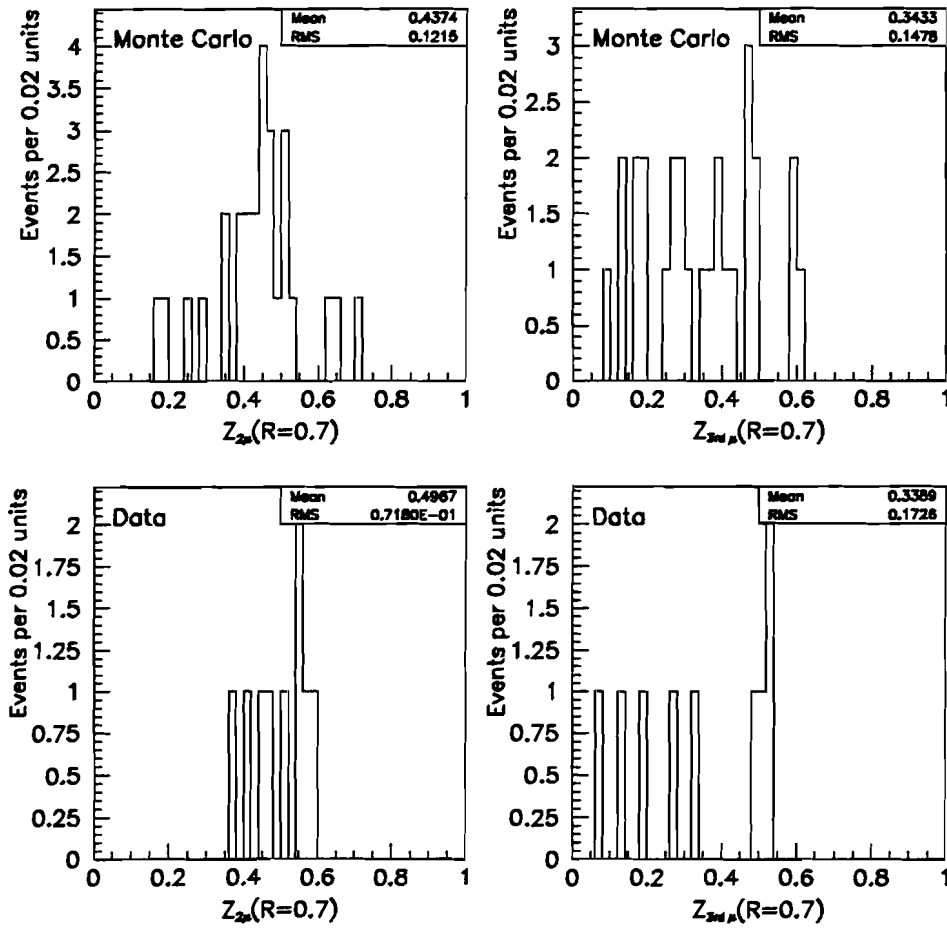 Mean 0.4374
RMS 0.1215
Monte Carlo
Events per 0.02 units
4
3.5
3
2.5
2
1.5
1
0.5
0
0 0.2 0.4 0.6 0.8 1
Z2μ(R=0.7)
Mean 0.3433
RMS 0.1478
Monte Carlo
Events per 0.02 units
3
2.5
2
1.5
1
0.5
0
0 0.2 0.4 0.6 0.8 1
Z3rd μ(R=0.7)
Mean 0.4967
RMS 0.7180E-01
Data
Events per 0.02 units
2
1.75
1.5
1.25
1
0.75
0.5
0.25
0
0 0.2 0.4 0.6 0.8 1
Z2μ(R=0.7)
Mean 0.3389
RMS 0.1726
Data
Events per 0.02 units
2
1.75
1.5
1.25
1
0.75
0.5
0.25
0
0 0.2 0.4 0.6 0.8 1
Z3rd μ(R=0.7)